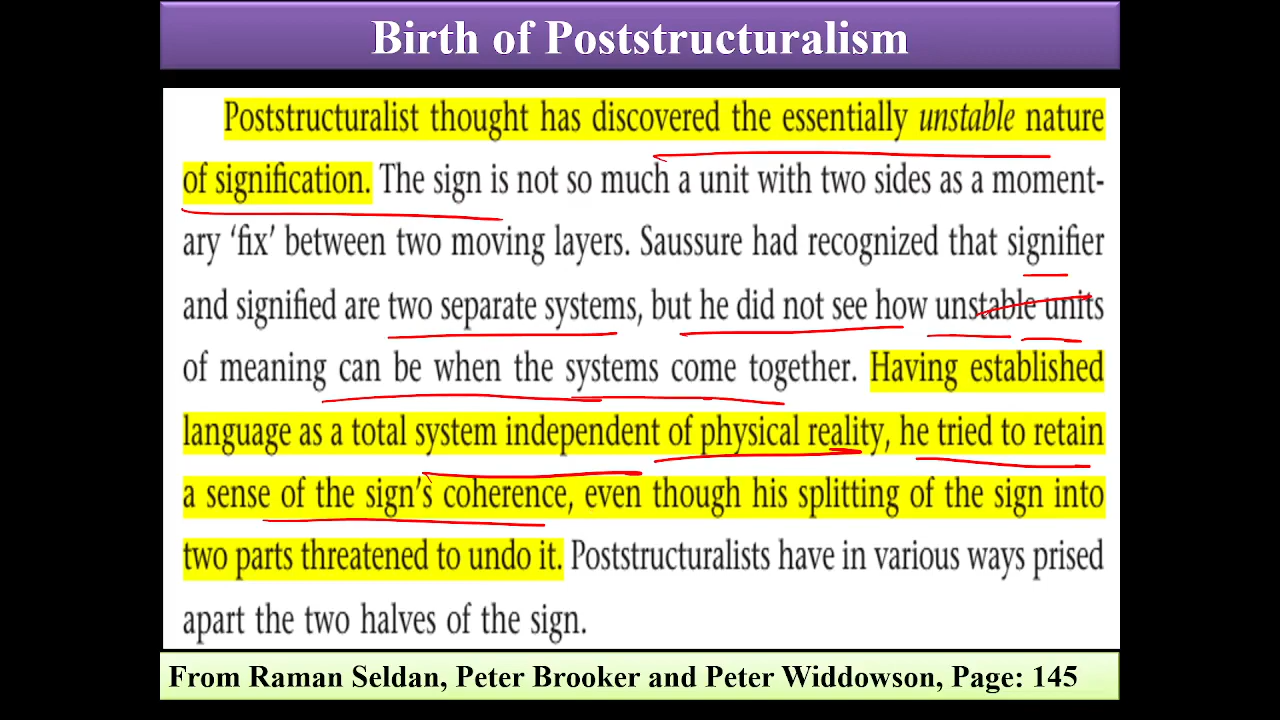 Birth of Poststructuralism
Poststructuralist thought has discovered the essentially unstable nature
of signification. The sign is not so much a unit with two sides as a moment-
ary ‘fix’ between two moving layers. Saussure had recognized that signifier
and signified are two separate systems, but he did not see how unstable units
of meaning can be when the systems come together. Having established
language as a total system independent of physical reality, he tried to retain
a sense of the sign’s coherence, even though his splitting of the sign into
two parts threatened to undo it. Poststructuralists have in various ways prised
apart the two halves of the sign.
From Raman Seldan, Peter Brooker and Peter Widdowson, Page: 145